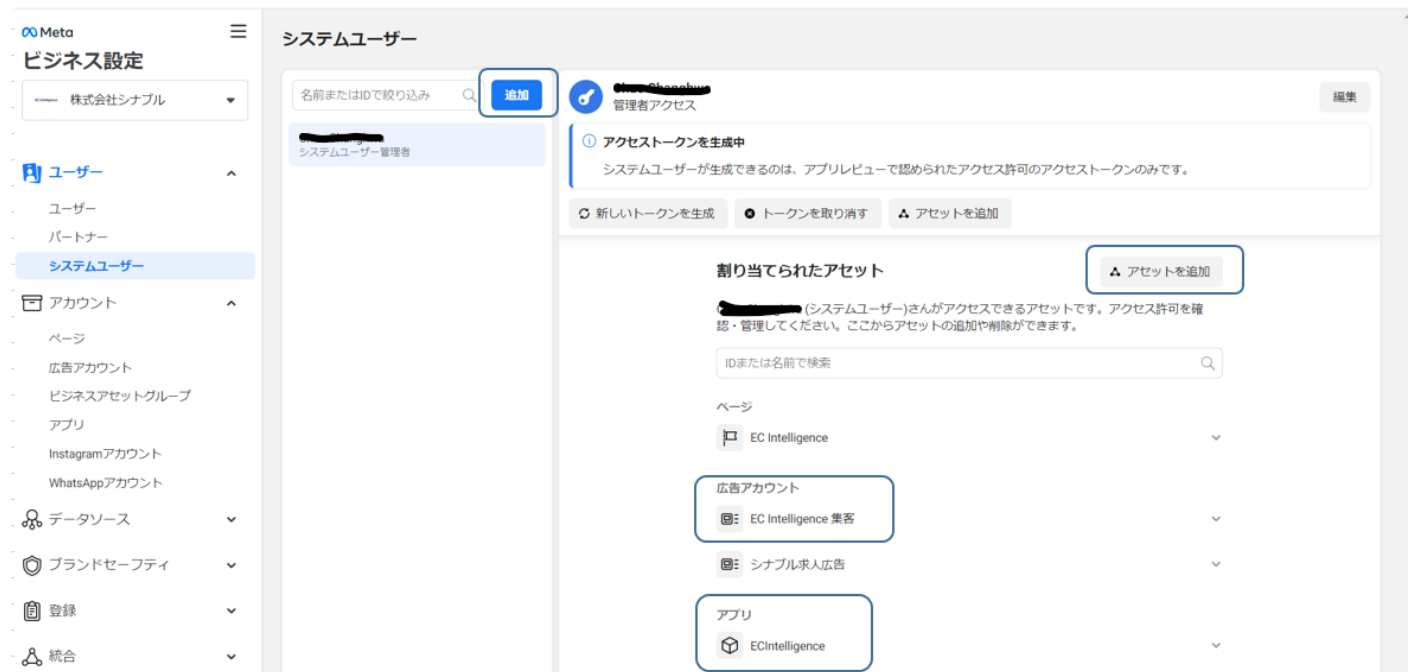 Meta
ビジネス設定
株式会社シナブル
ユーザー
ユーザー
パートナー
システムユーザー
アカウント
ページ
広告アカウント
ビジネスアセットグループ
アプリ
Instagramアカウント
WhatsAppアカウント
データソース
ブランドセーフティ
登録
統合
システムユーザー
名前またはIDで絞り込み
追加
システムユーザー管理者
管理者アクセス
編集
アクセストークンを生成中
システムユーザーが生成できるのは、アプリレビューで認められたアクセス許可のアクセストークンのみです。
新しいトークンを生成
トークンを取り消す
アセットを追加
割り当てられたアセット
アセットを追加
(システムユーザー)さんがアクセスできるアセットです。アクセス許可を確
認・管理してください。ここからアセットの追加や削除ができます。
IDまたは名前で検索
ページ
EC Intelligence
広告アカウント
EC Intelligence 集客
シナブル求人広告
アプリ
ECIntelligence